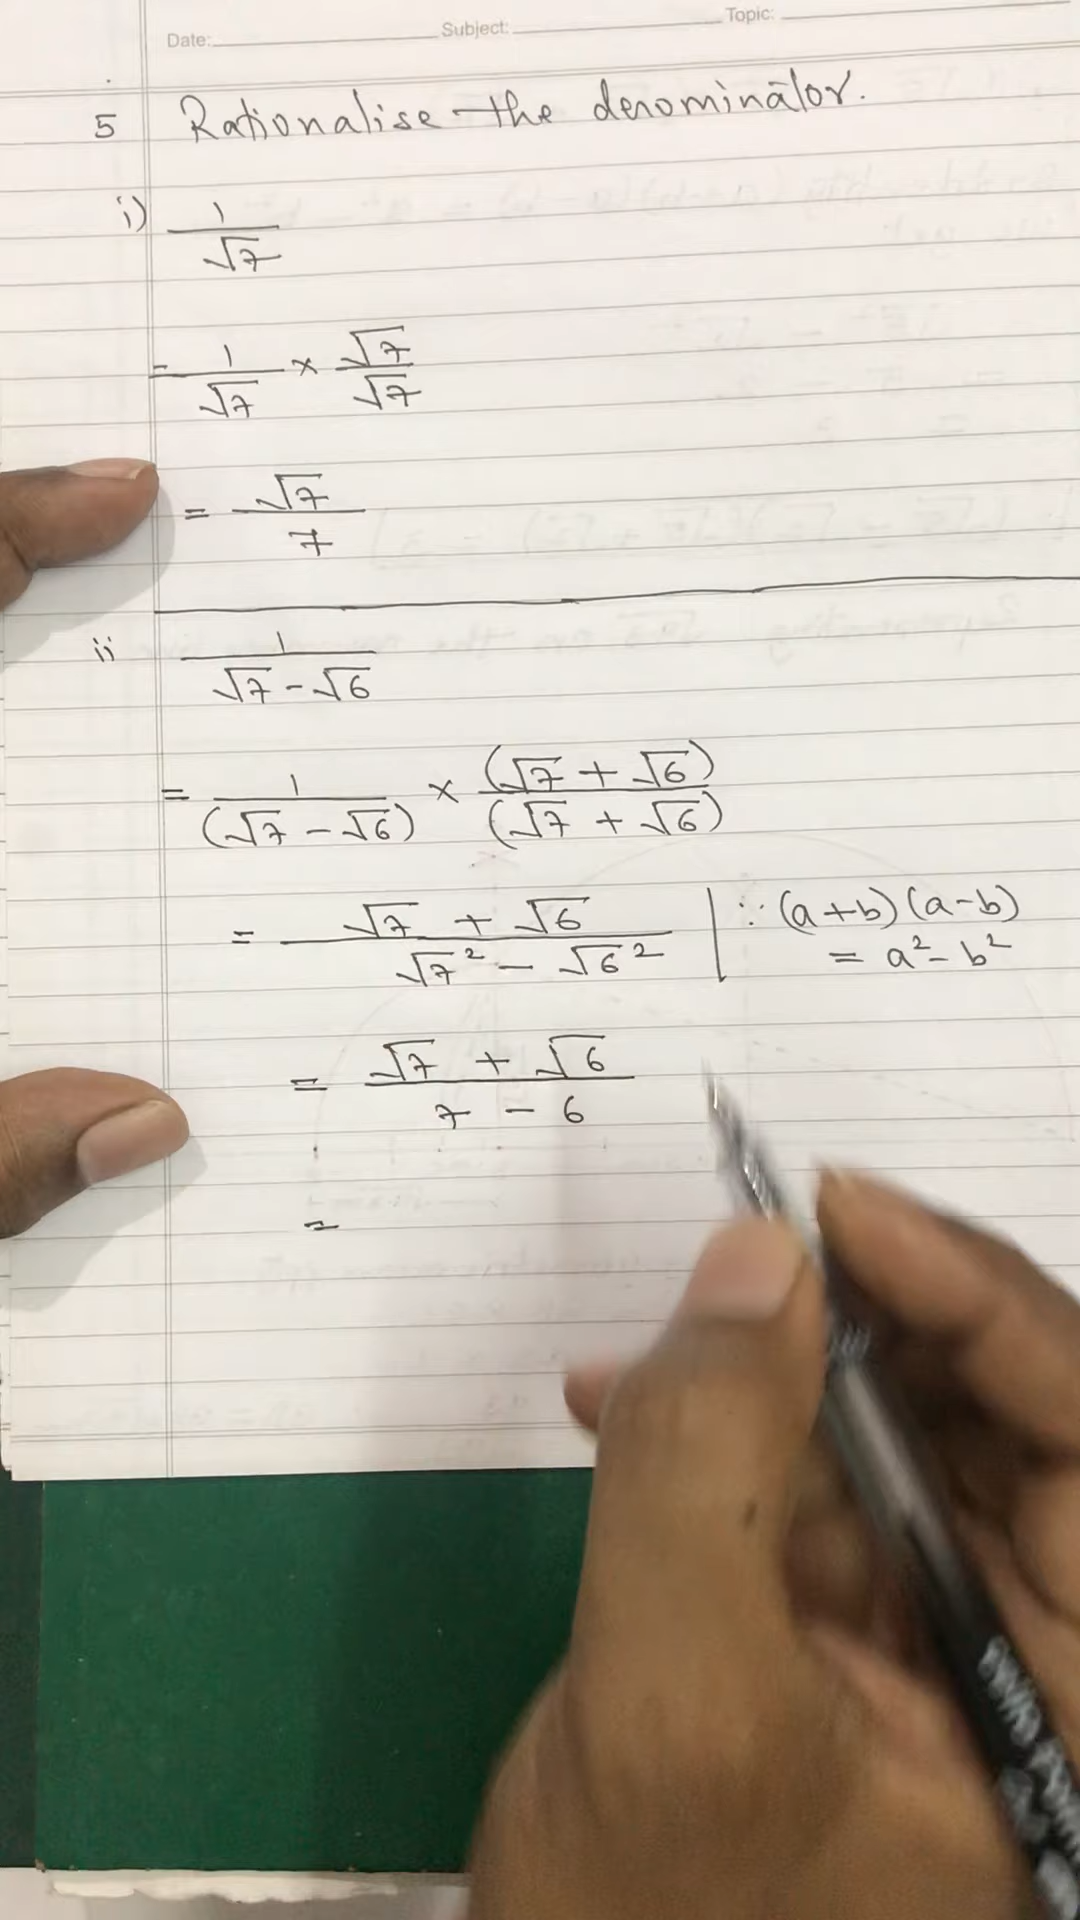 Date: Subject: Topic:
5 Rationalise the denominator.
i) 1/√7
= 1/√7 × √7/√7
= √7/7
ii 1/√7-√6
= 1/(√7 - √6) × (√7 + √6)/(√7 + √6)
= √7 + √6/√7² - √6² | ∵ (a+b)(a-b)
= a²- b²
= √7 + √6/7 - 6
=